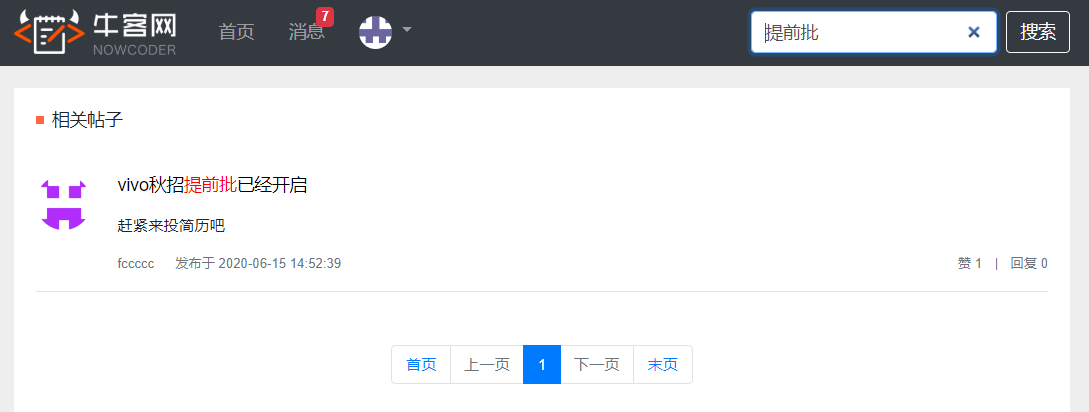 牛客网
NOWCODER
首页 消息 7 提前批 × 搜索
相关帖子
vivo秋招提前批已经开启
赶紧来投简历吧
fccccc 发布于 2020-06-15 14:52:39 赞 1 | 回复 0
首页 上一页 1 下一页 末页